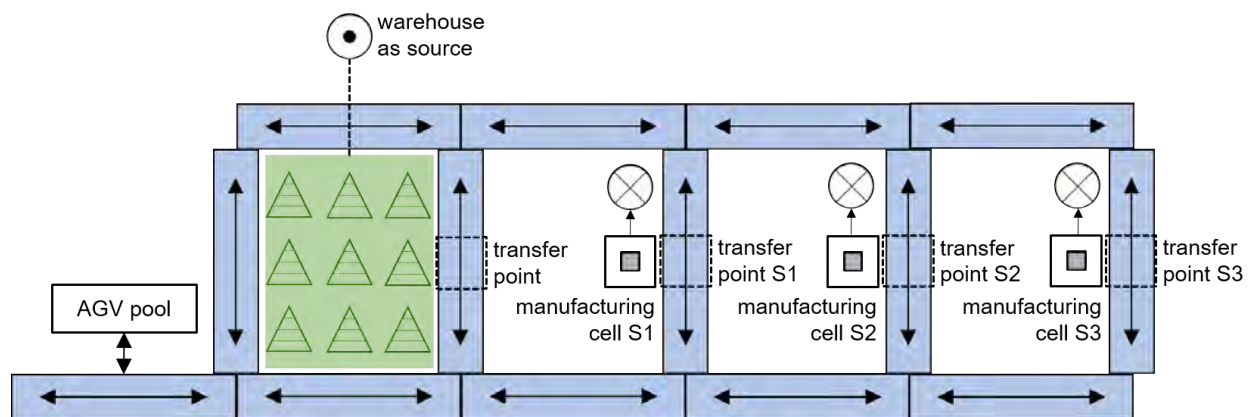 warehouse
as source
transfer
point
transfer
point S1
transfer
point S2
transfer
point S3
AGV pool
manufacturing
cell S1
manufacturing
cell S2
manufacturing
cell S3